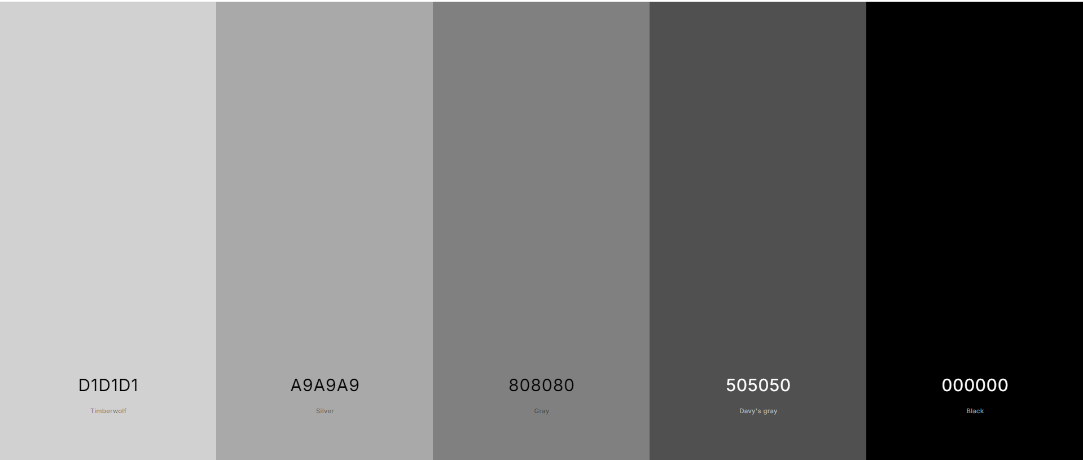 D1D1D1
Timberwolf
A9A9A9
Silver
808080
Gray
505050
Davy's gray
000000
Black